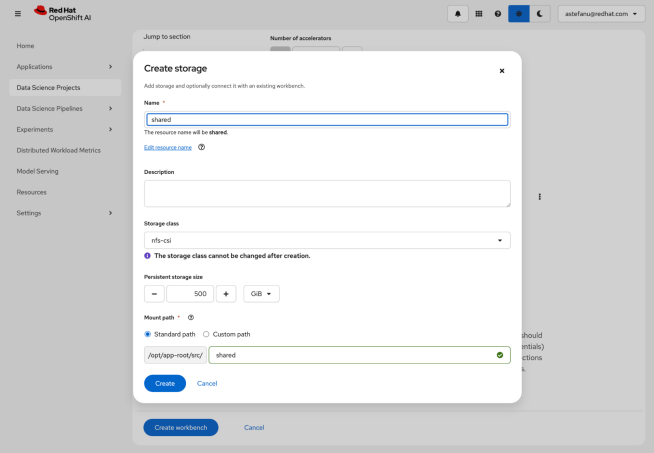 Red Hat
OpenShift AI
astefanu@redhat.com
Home
Applications
Data Science Projects
Data Science Pipelines
Experiments
Distributed Workload Metrics
Model Serving
Resources
Settings
Jump to section
Number of accelerators
Create storage
Add storage and optionally connect it with an existing workbench.
Name *
shared
The resource name will be shared.
Edit resource name
Description
Storage class
nfs-csi
The storage class cannot be changed after creation.
Persistent storage size
500 GiB
Mount path *
Standard path Custom path
/opt/app-root/src/ shared
Create Cancel
should
entials)
ctions
s.
Create workbench Cancel